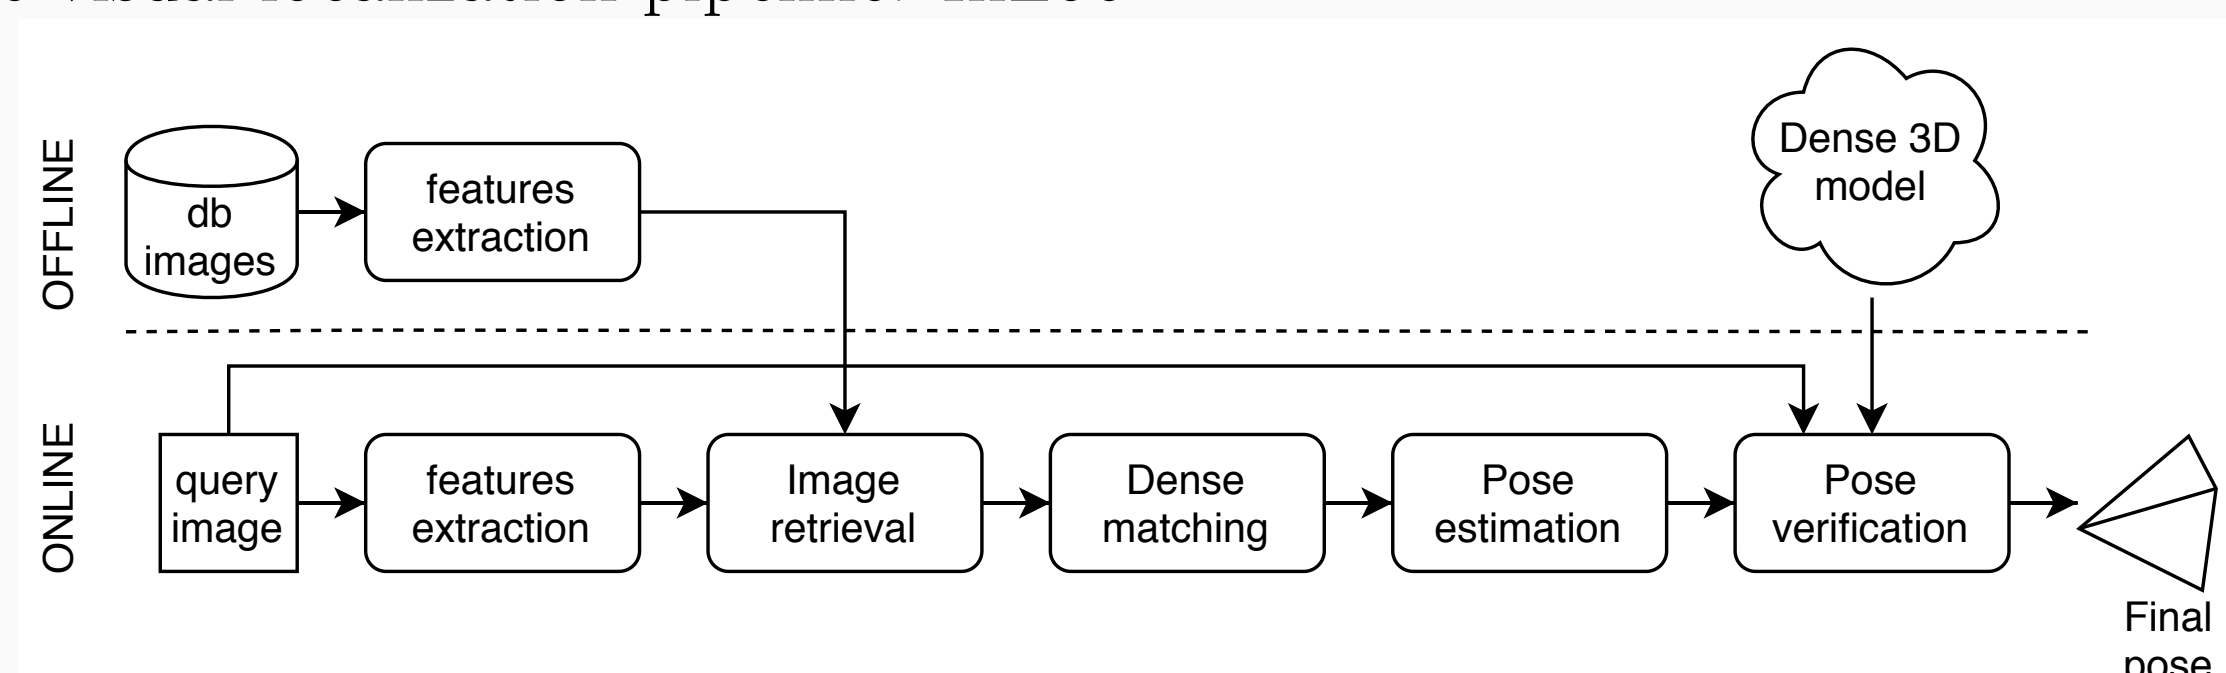 OFFLINE
db
images
features
extraction
Dense 3D
model
ONLINE
query
image
features
extraction
Image
retrieval
Dense
matching
Pose
estimation
Pose
verification
Final
pose